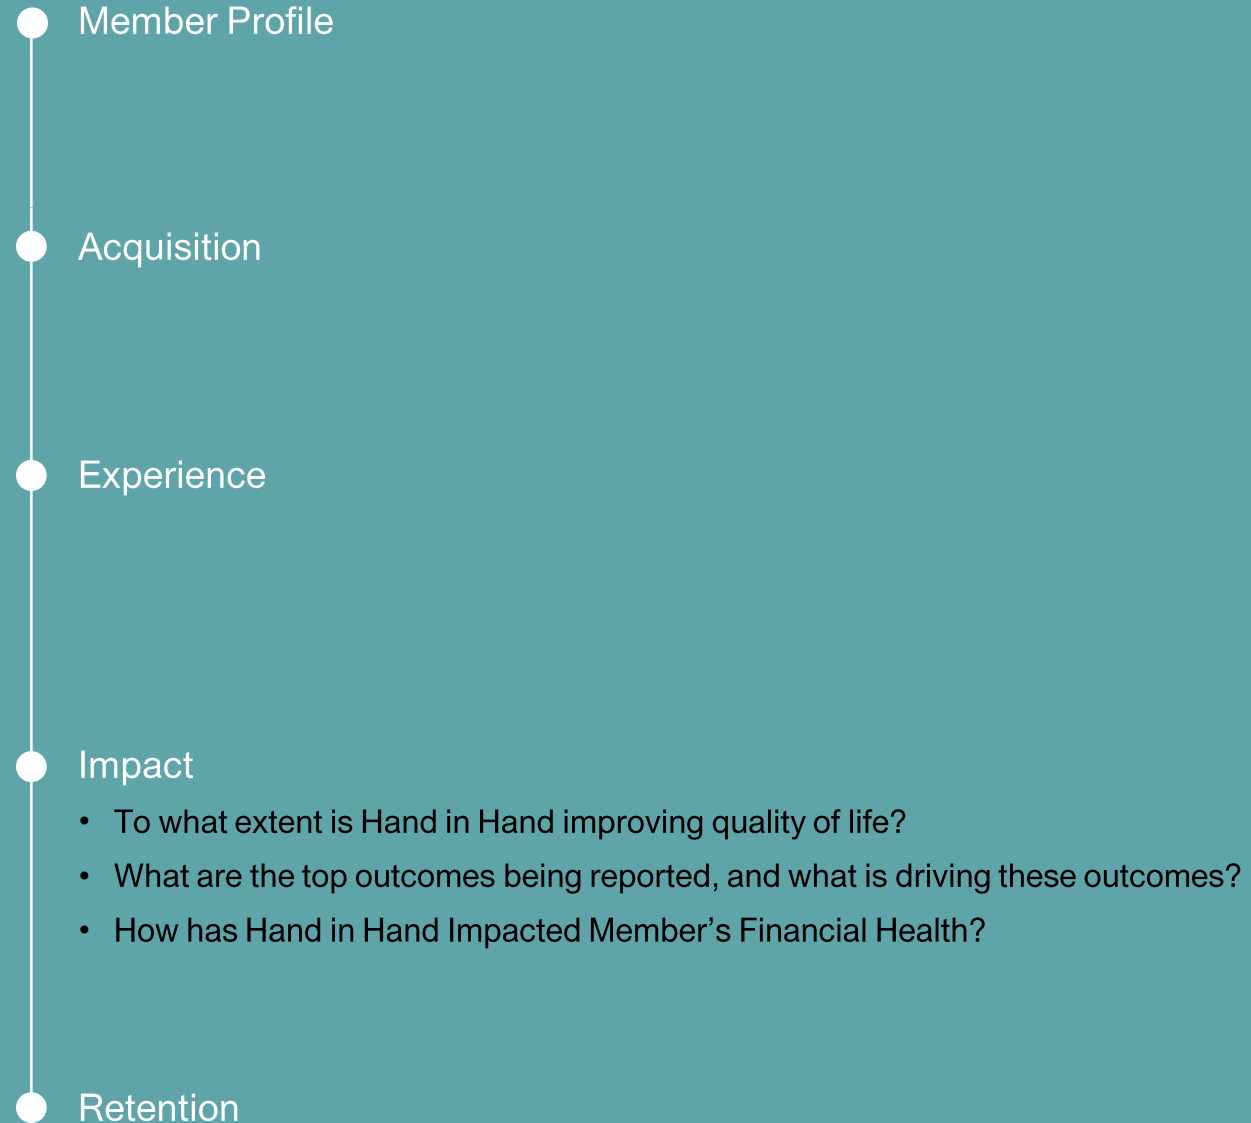 Member Profile
Acquisition
Experience
Impact
• To what extent is Hand in Hand improving quality of life?
• What are the top outcomes being reported, and what is driving these outcomes?
• How has Hand in Hand Impacted Member’s Financial Health?
Retention